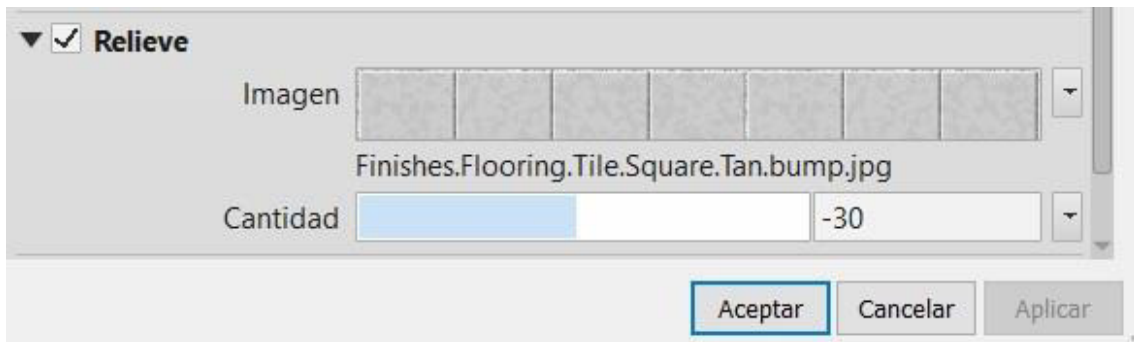 Relieve
Imagen
Finishes.Flooring.Tile.Square.Tan.bump.jpg
Cantidad -30
Aceptar Cancelar Aplicar